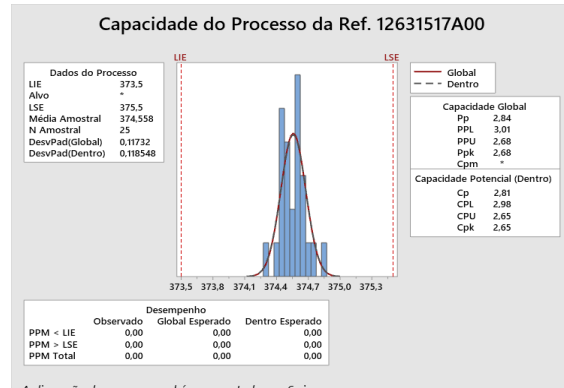 Capacidade do Processo da Ref. 12631517A00
LIE LSE
Dados do Processo
LIE 373,5
Alvo *
LSE 375,5
Média Amostral 374,558
N Amostral 25
DesvPad(Global) 0,11732
DesvPad(Dentro) 0,118548
Global
Dentro
Capacidade Global
Pp 2,84
PPL 3,01
PPU 2,68
Ppk 2,68
Cpm *
Capacidade Potencial (Dentro)
Cp 2,81
CPL 2,98
CPU 2,65
Cpk 2,65
373,5 373,8 374,1 374,4 374,7 375,0 375,3
Desempenho
Observado Global Esperado Dentro Esperado
PPM < LIE 0,00 0,00 0,00
PPM > LSE 0,00 0,00 0,00
PPM Total 0,00 0,00 0,00